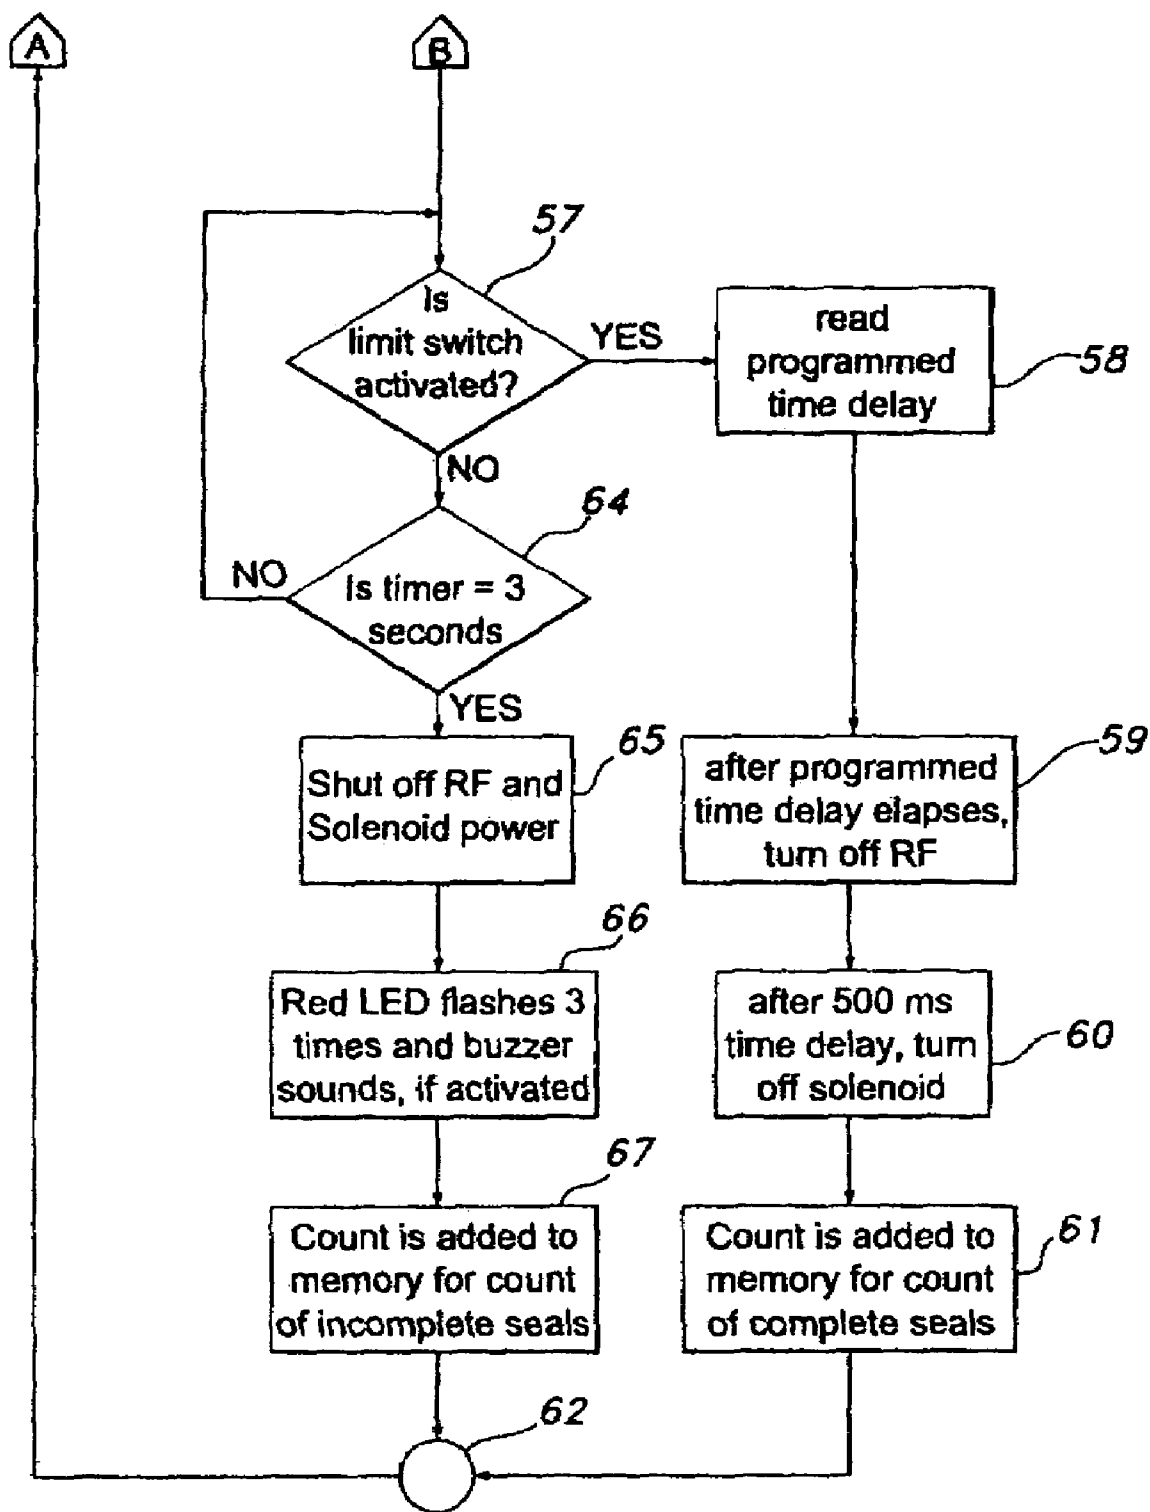 A
B
57
Is
limit switch
activated?
YES
read
programmed
time delay
58
NO
64
NO
Is timer = 3
seconds
YES
65
Shut off RF and
Solenoid power
59
after programmed
time delay elapses,
turn off RF
66
Red LED flashes 3
times and buzzer
sounds, if activated
after 500 ms
time delay, turn
off solenoid
60
67
Count is added to
memory for count
of incomplete seals
61
Count is added to
memory for count
of complete seals
62